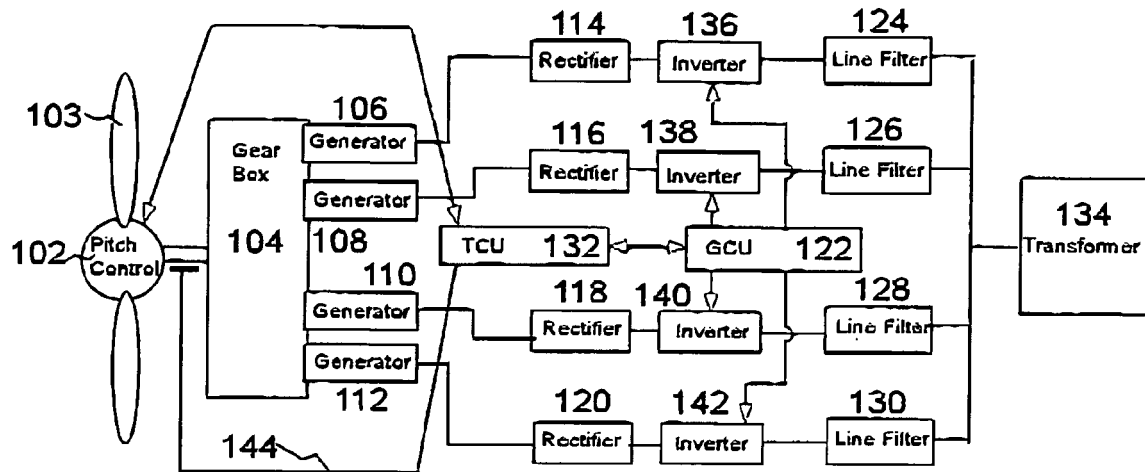 114
136
124
Rectifier
Inverter
Line Filter
103
106
Generator
116
138
126
Gear
Box
Rectifier
Inverter
Line Filter
Generator
102
Pitch
Control
104
108
TCU
132
GCU
122
134
Transformer
110
Generator
118
140
128
Rectifier
Inverter
Line Filter
Generator
112
120
142
130
144
Rectifier
Inverter
Line Filter